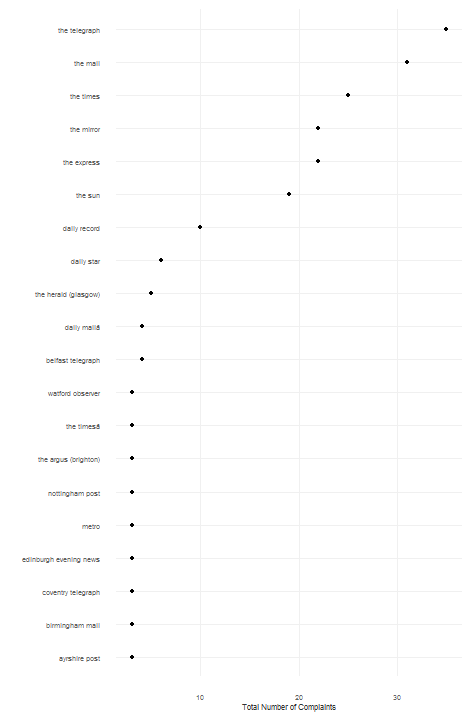 the telegraph
the mail
the times
the mirror
the express
the sun
daily record
daily star
the herald (glasgow)
daily mailâ
belfast telegraph
watford observer
the timesâ
the argus (brighton)
nottingham post
metro
edinburgh evening news
coventry telegraph
birmingham mail
ayrshire post
10 20 30
Total Number of Complaints